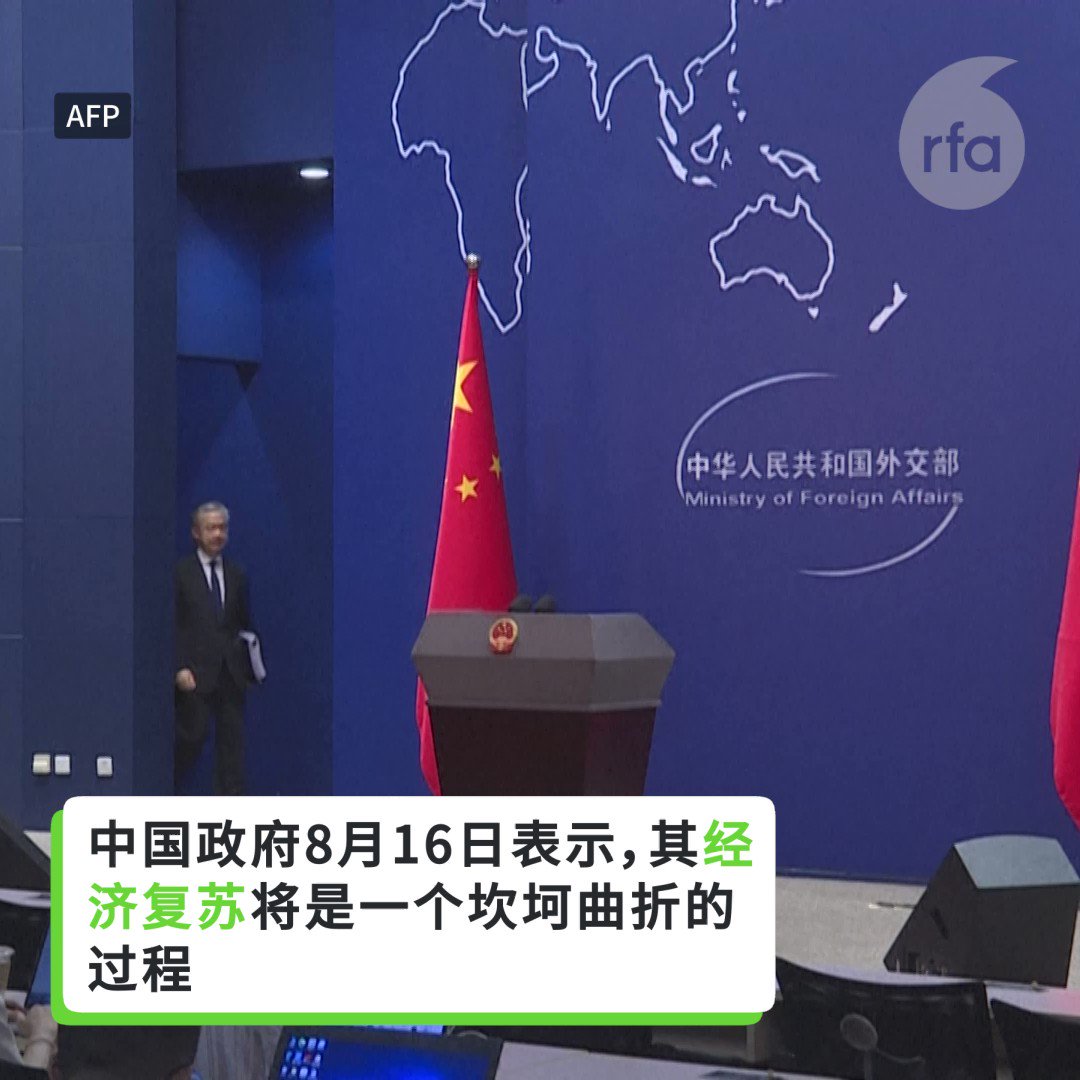 AFP
rfa
中华人民共和国外交部
Ministry of Foreign Affairs
中国政府8月16日表示，其经
济复苏将是一个坎坷曲折的
过程